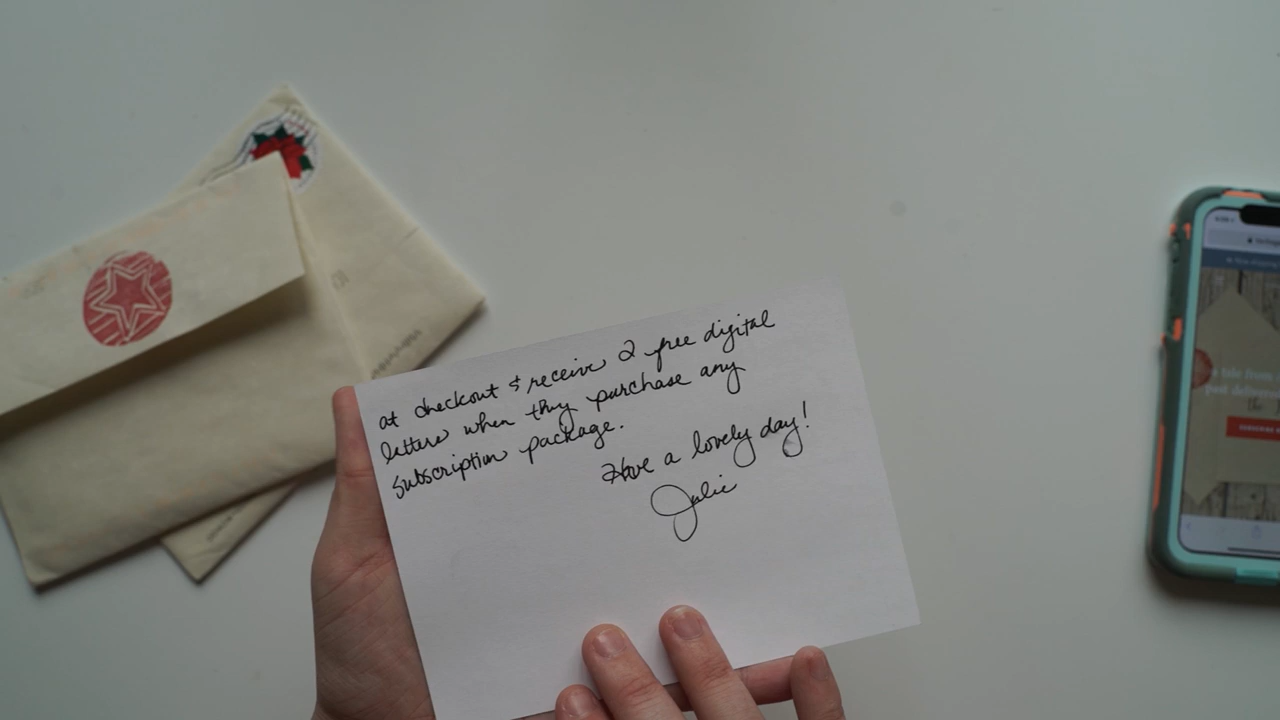 at checkout & receive 2 free digital
letters when they purchase any
subscription package.
Have a lovely day!
Julie